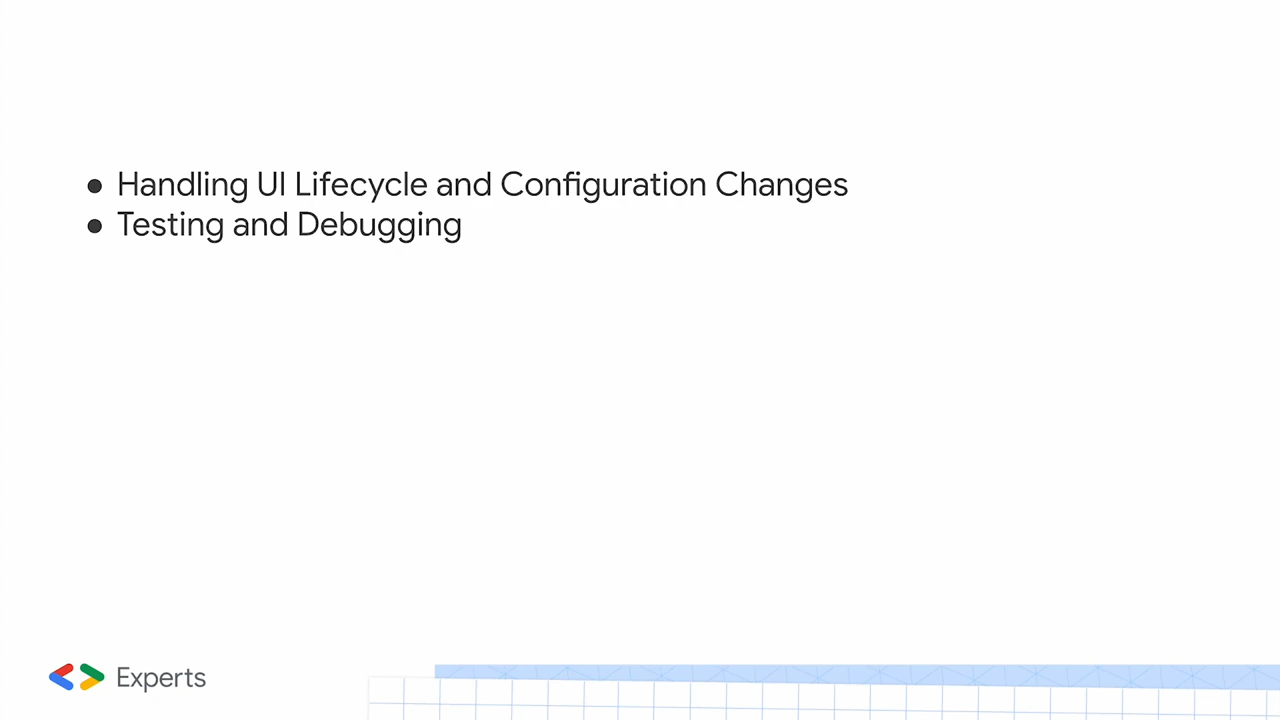 ● Handling UI Lifecycle and Configuration Changes
● Testing and Debugging
Experts